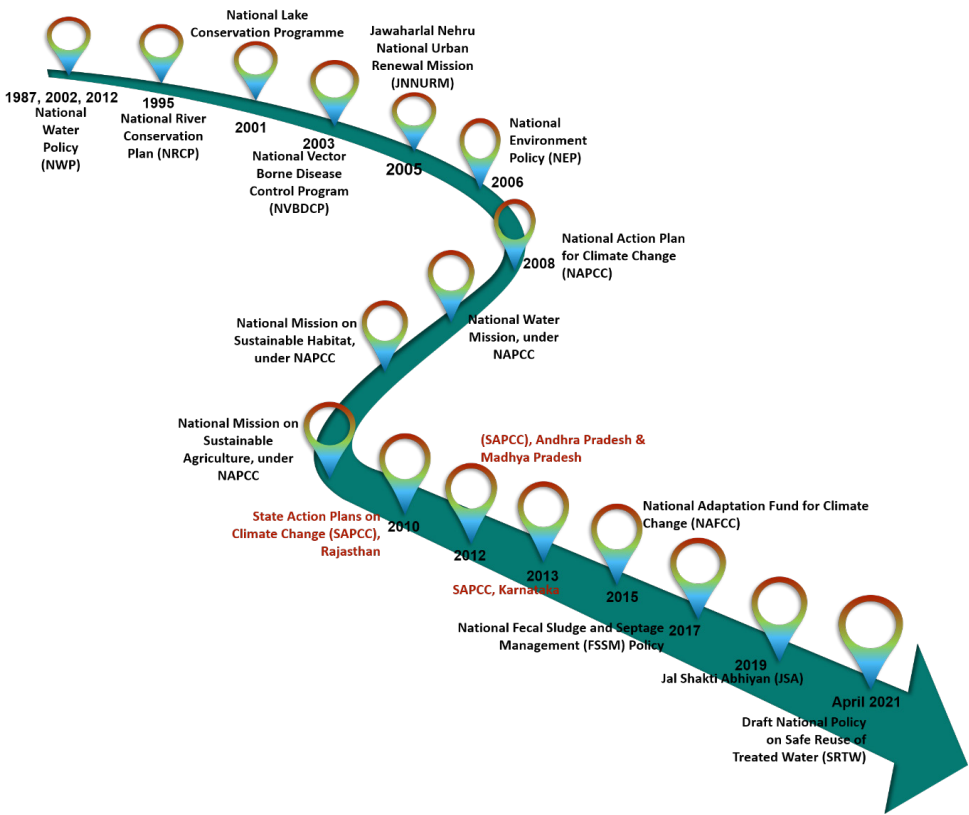 1987, 2002, 2012
National
Water
Policy
(NWP)
1995
National River
Conservation
Plan (NRCP)
National Lake
Conservation Programme
2001
2003
National Vector
Borne Disease
Control Program
(NVBDCP)
Jawaharlal Nehru
National Urban
Renewal Mission
(JNNURM)
2005
National
Environment
Policy (NEP)
2006
2008
National Action Plan
for Climate Change
(NAPCC)
National Water
Mission, under
NAPCC
National Mission on
Sustainable Habitat,
under NAPCC
National Mission on
Sustainable
Agriculture, under
NAPCC
State Action Plans on
Climate Change (SAPCC),
Rajasthan
2010
(SAPCC), Andhra Pradesh &
Madhya Pradesh
2012
2013
SAPCC, Karnataka
National Adaptation Fund for Climate
Change (NAFCC)
2015
National Fecal Sludge and Septage
Management (FSSM) Policy
2017
2019
Jal Shakti Abhiyan (JSA)
April 2021
Draft National Policy
on Safe Reuse of
Treated Water (SRTW)